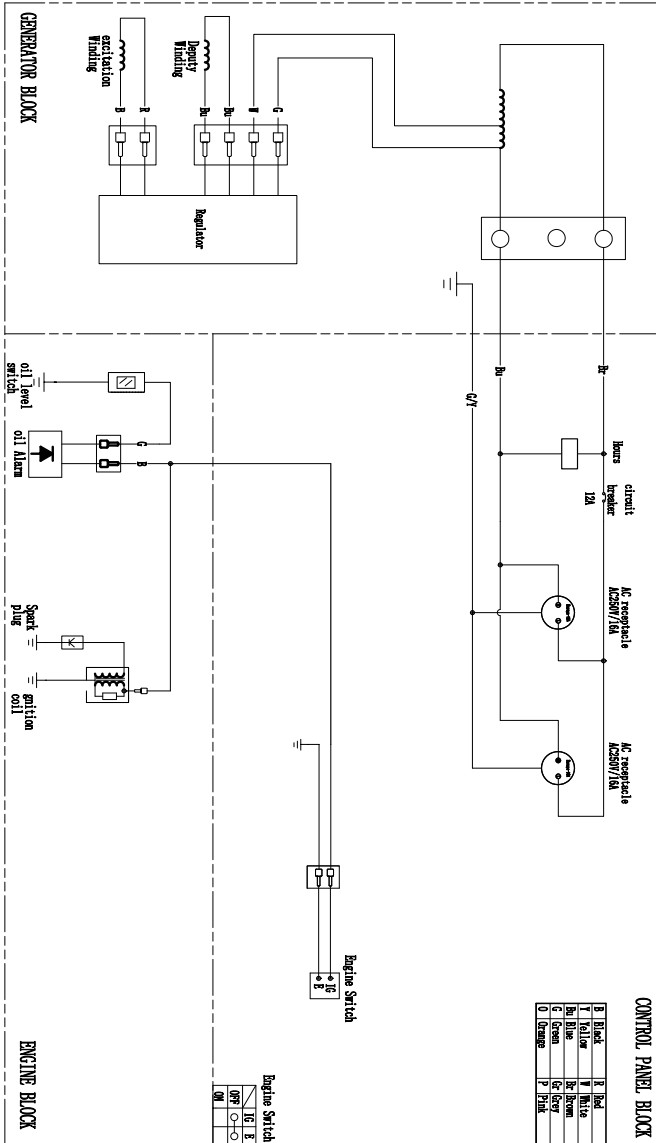 GENERATOR BLOCK
excitation
Winding
B
R
Deputy
Winding
Bu
Bu
W
G
Regulator
Bu
Br
G/Y
Hours
circuit
breaker
12A
AC receptacle
AC250V/16A
AC receptacle
AC250V/16A
CONTROL PANEL BLOCK
B Black R Red
Y Yellow W White
Bu Blue Br Brown
G Green Gr Grey
O Orange P Pink
Engine Switch
IG
E
Engine Switch
IG E
OFF
ON
oil level
switch
oil Alarm
G
B
Spark
plug
gnition
coil
ENGINE BLOCK